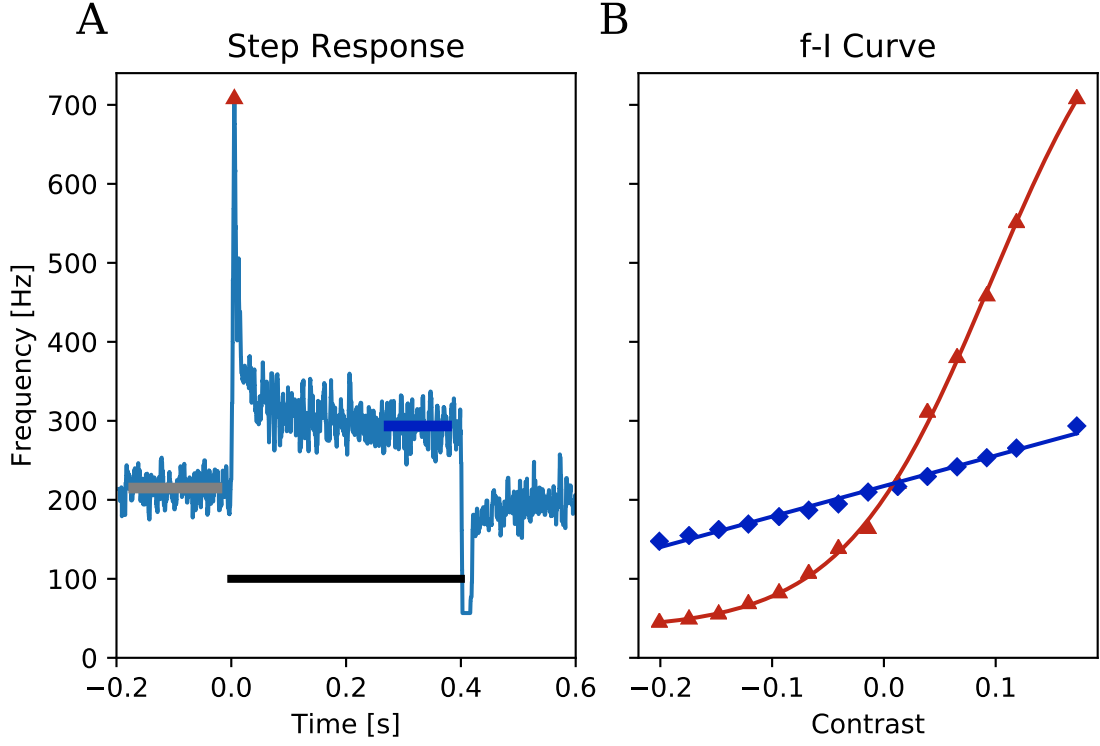 A
Step Response
Frequency [Hz]
700
600
500
400
300
200
100
0
−0.2
0.0
0.2
0.4
0.6
Time [s]
B
f-I Curve
−0.2
−0.1
0.0
0.1
Contrast